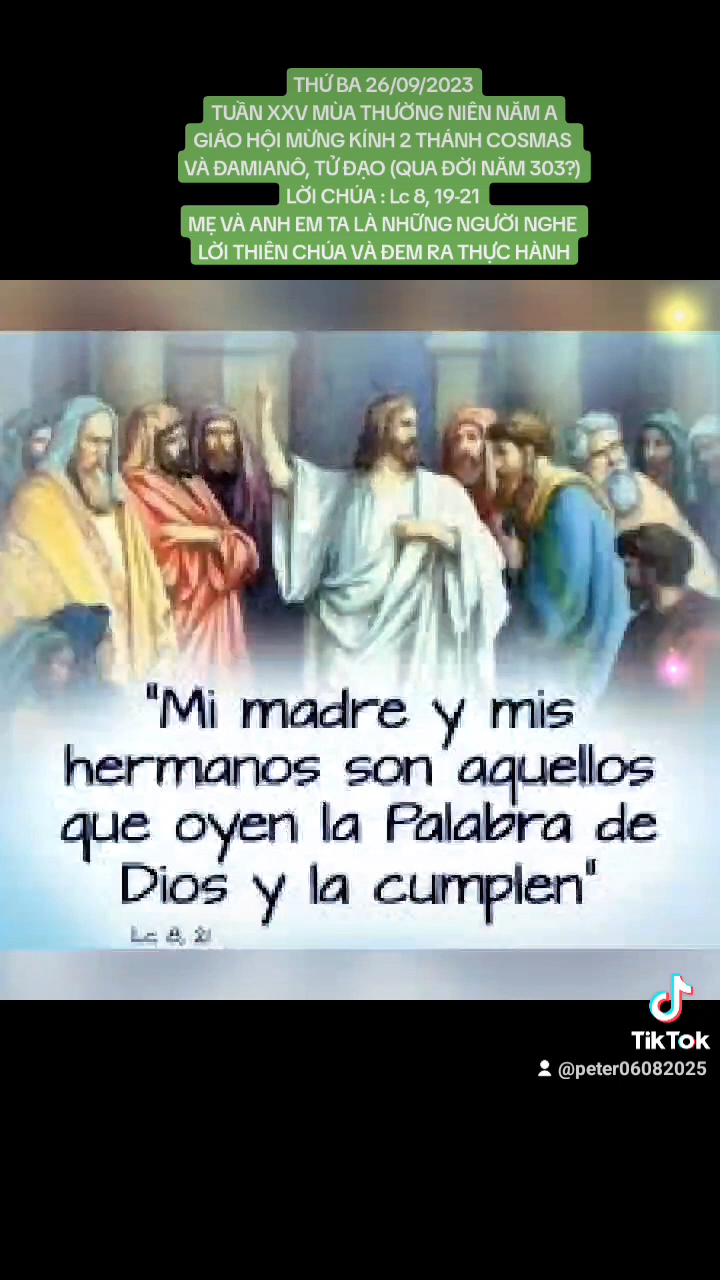 THỨ BA 26/09/2023
TUẦN XXV MÙA THƯỜNG NIÊN NĂM A
GIÁO HỘI MỪNG KÍNH 2 THÁNH COSMAS
VÀ ĐAMIANÔ, TỬ ĐẠO (QUA ĐỜI NĂM 303?)
LỜI CHÚA : Lc 8, 19-21
MẸ VÀ ANH EM TA LÀ NHỮNG NGƯỜI NGHE
LỜI THIÊN CHÚA VÀ ĐEM RA THỰC HÀNH
"Mi madre y mis
hermanos son aquellos
que oyen la Palabra de
Dios y la cumplen"
Lc 8, 21
TikTok
@peter06082025